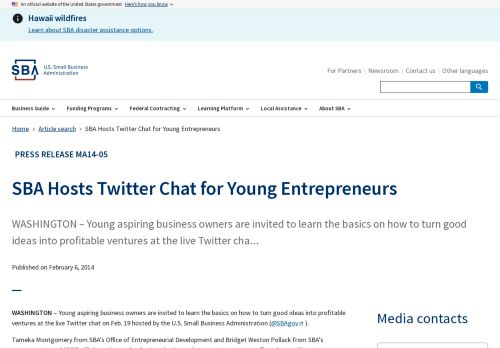 An official website of the United States government Here's how you know
Hawaii wildfires
Learn about SBA disaster assistance options.
SBA
U.S. Small Business
Administration
For Partners Newsroom Contact us Other languages
Business Guide Funding Programs Federal Contracting Learning Platform Local Assistance About SBA
Home Article search SBA Hosts Twitter Chat for Young Entrepreneurs
PRESS RELEASE MA14-05
SBA Hosts Twitter Chat for Young Entrepreneurs
WASHINGTON – Young aspiring business owners are invited to learn the basics on how to turn good
ideas into profitable ventures at the live Twitter cha...
Published on February 6, 2014
WASHINGTON – Young aspiring business owners are invited to learn the basics on how to turn good ideas into profitable
ventures at the live Twitter chat on Feb. 19 hosted by the U.S. Small Business Administration (@SBAgov ).
Media contacts
Tameka Montgomery from SBA's Office of Entrepreneurial Development and Bridget Weston Pollack from SBA's